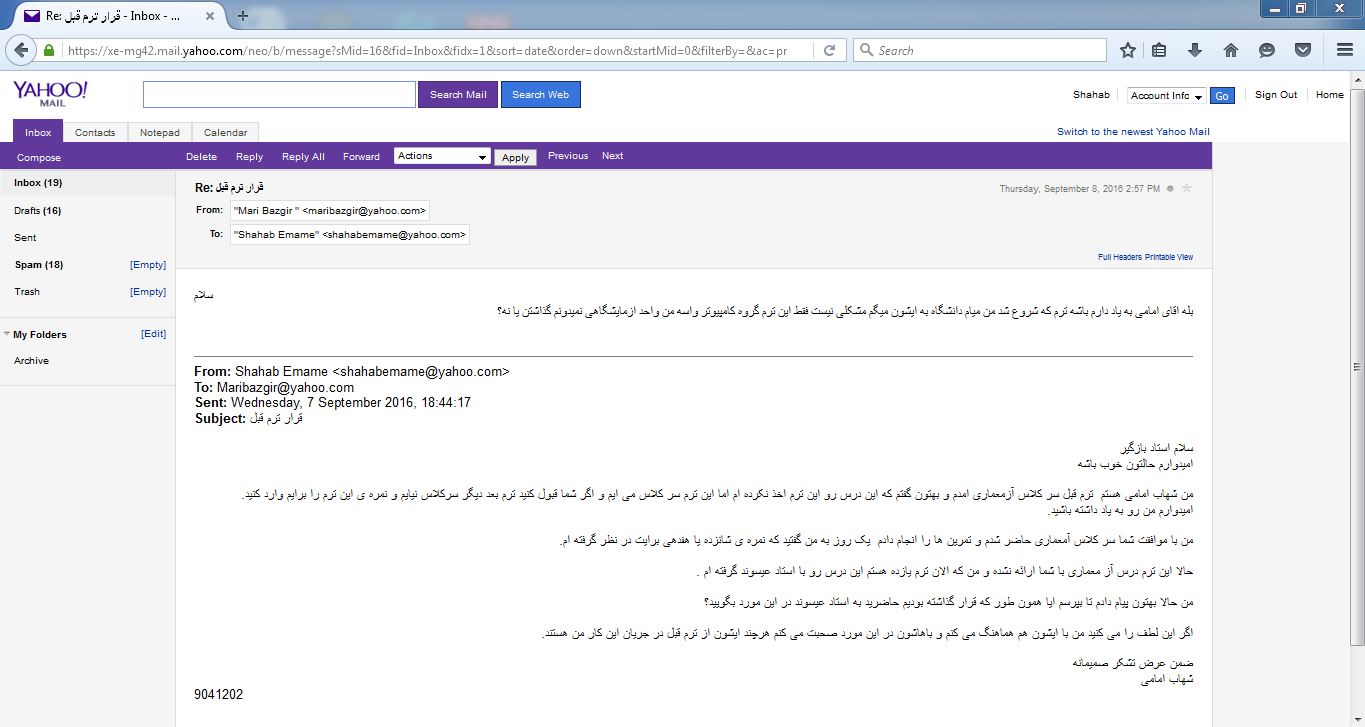 Re: قرار ترم قبل - Inbox - ...
https://xe-mg42.mail.yahoo.com/neo/b/message?sMid=16&fid=Inbox&fidx=1&sort=date&order=down&startMid=0&filterBy=&ac=pr
Search
YAHOO!
MAIL
Search Mail
Search Web
Shahab
Account Info
Go
Sign Out
Home
Inbox
Contacts
Notepad
Calendar
Switch to the newest Yahoo Mail
Compose
Delete
Reply
Reply All
Forward
Actions
Apply
Previous
Next
Inbox (19)
Drafts (16)
Sent
Spam (18) [Empty]
Trash [Empty]
My Folders [Edit]
Archive
Re: قرار ترم قبل
Thursday, September 8, 2016 2:57 PM
From: "Mari Bazgir " <maribazgir@yahoo.com>
To: "Shahab Emame" <shahabemame@yahoo.com>
Full Headers Printable View
سلام
بله اقای امامی به یاد دارم باشه ترم که شروع شد من میام دانشگاه به ایشون میگم مشکلی نیست فقط این ترم گروه کامپیوتر واسه من واحد ازمایشگاهی نمیدونم گذاشتن یا نه؟
From: Shahab Emame <shahabemame@yahoo.com>
To: Maribazgir@yahoo.com
Sent: Wednesday, 7 September 2016, 18:44:17
Subject: قرار ترم قبل
سلام استاد بازگیر
امیدوارم حالتون خوب باشه
من شهاب امامی هستم ترم قبل سر کلاس آزمعماری امدم و بهتون گفتم که این درس رو این ترم اخذ نکرده ام اما این ترم سر کلاس می ایم و اگر شما قبول کنید ترم بعد دیگر سرکلاس نیایم و نمره ی این ترم را برایم وارد کنید.
امیدوارم من رو به یاد داشته باشید.
من با موافقت شما سر کلاس آمعماری حاضر شدم و تمرین ها را انجام دادم یک روز به من گفتید که نمره ی شانزده یا هفدهی برایت در نظر گرفته ام.
حالا این ترم درس آز معماری با شما ارائه نشده و من که الان ترم یازده هستم این درس رو با استاد عیسوند گرفته ام .
من حالا بهتون پیام دادم تا بپرسم ایا همون طور که قرار گذاشته بودیم حاضرید به استاد عیسوند در این مورد بگویید؟
اگر این لطف را می کنید من با ایشون هم هماهنگ می کنم و باهاشون در این مورد صحبت می کنم هرچند ایشون از ترم قبل در جریان این کار من هستند.
ضمن عرض تشکر صمیمانه
شهاب امامی
9041202